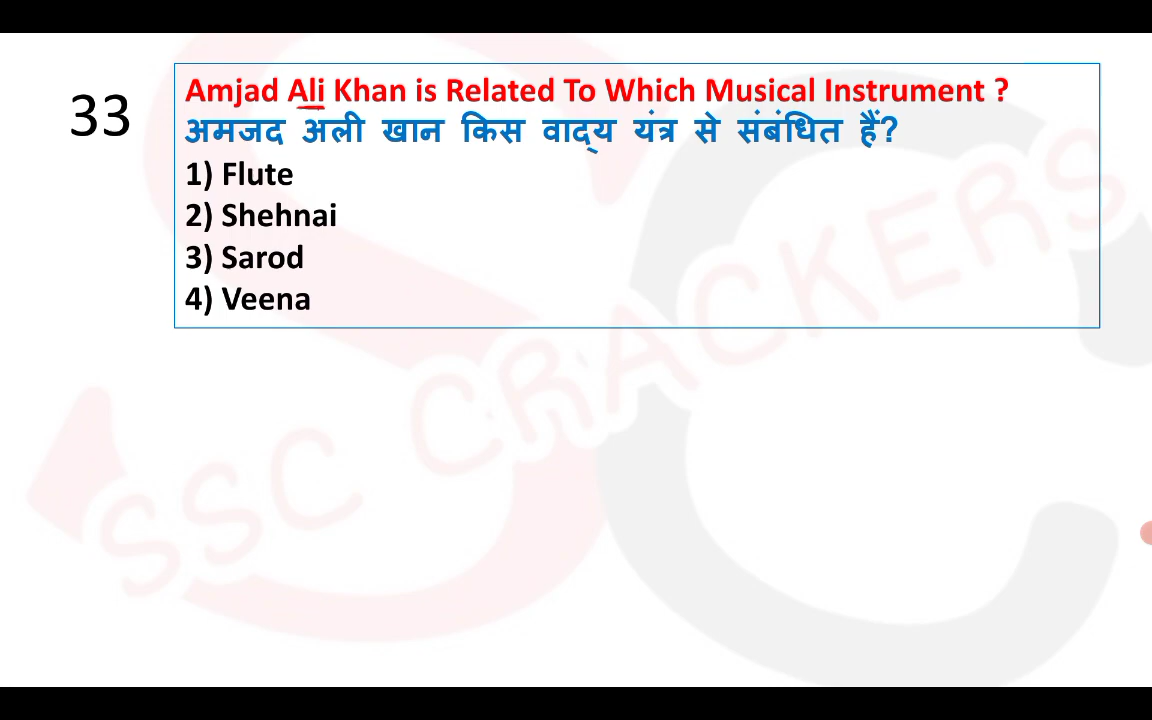 33
Amjad Ali Khan is Related To Which Musical Instrument ?
अमजद अली खान किस वाद्य यंत्र से संबंधित हैं?
1) Flute
2) Shehnai
3) Sarod
4) Veena
SSC CRACKERS